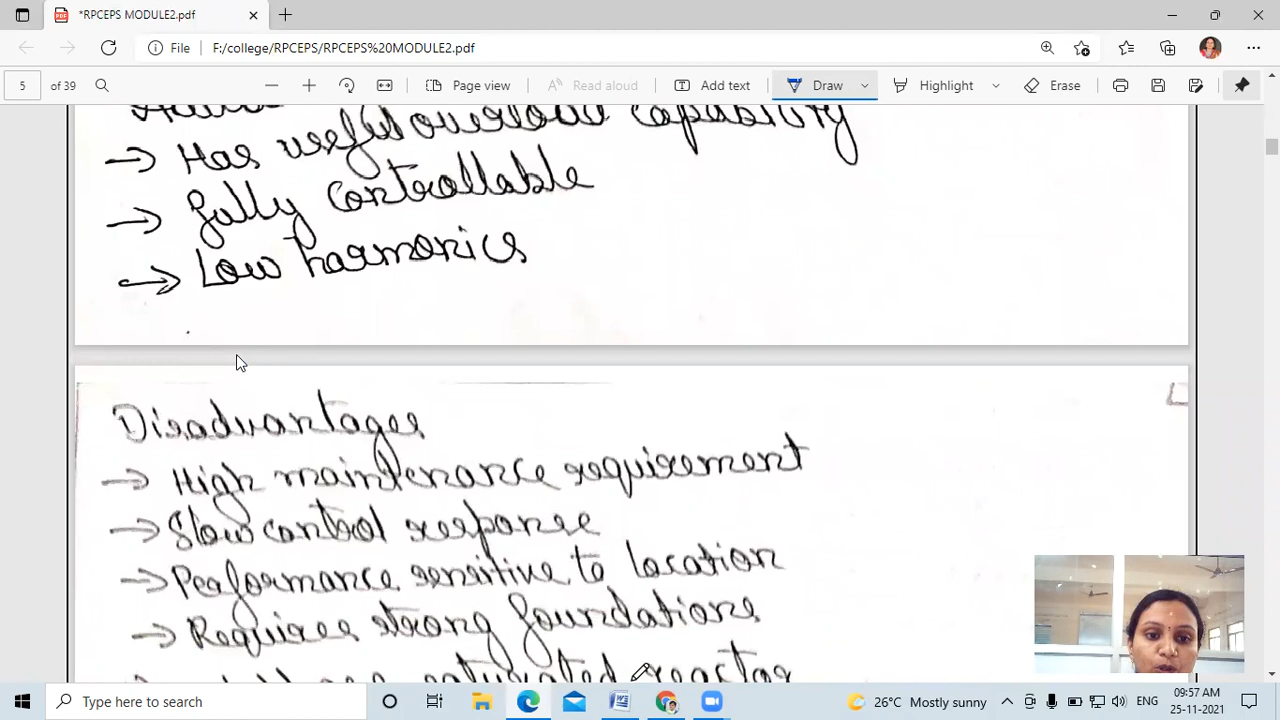 *RPCEPS MODULE2.pdf
File F:/college/RPCEPS/RPCEPS%20MODULE2.pdf
5 of 39 Page view Read aloud Add text Draw Highlight Erase
→ Has useful overload capability
→ fully controllable
→ Low harmonics
Disadvantages
→ High maintenance requirement
→ Slow control response
→ Performance sensitive to location
→ Requires strong foundations
saturated reactor
Type here to search
26°C Mostly sunny
ENG
09:57 AM
25-11-2021